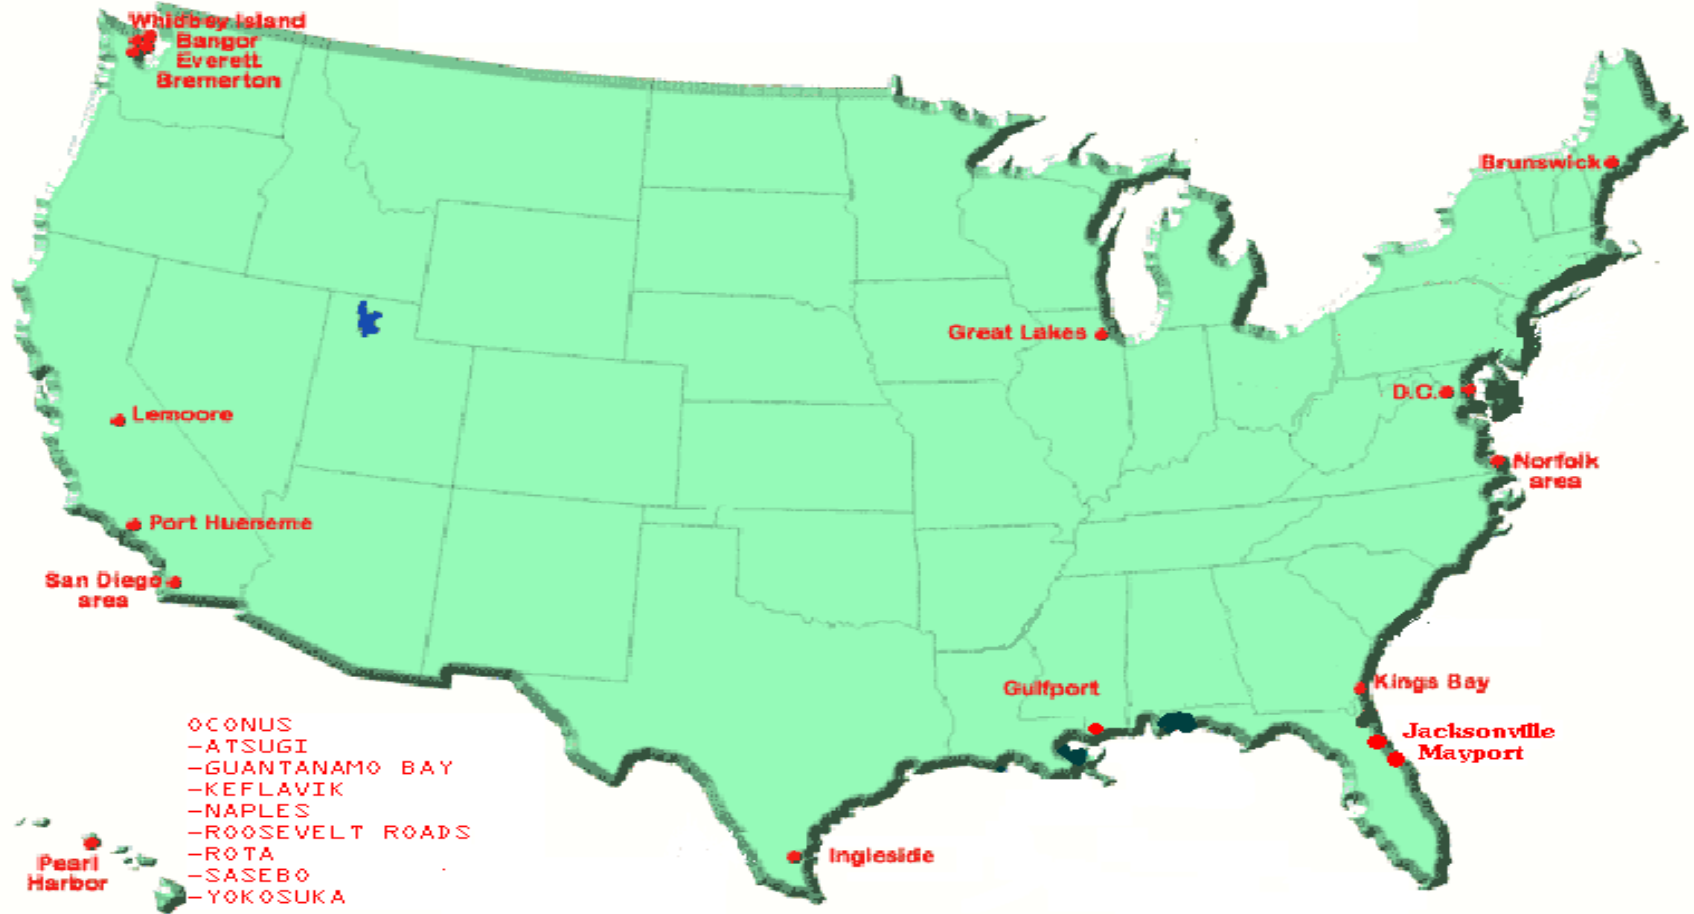 Whidbey Island
Bangor
Everett
Bremerton
Brunswick
Great Lakes
D.C.
Lemoore
Norfolk
area
Port Hueneme
San Diego
area
Gulfport
Kings Bay
Jacksonville
Mayport
Ingleside
Pearl
Harbor
OCONUS
-ATSUGI
-GUANTANAMO BAY
-KEFLAVIK
-NAPLES
-ROOSEVELT ROADS
-ROTA
-SASEBO
-YOKOSUKA